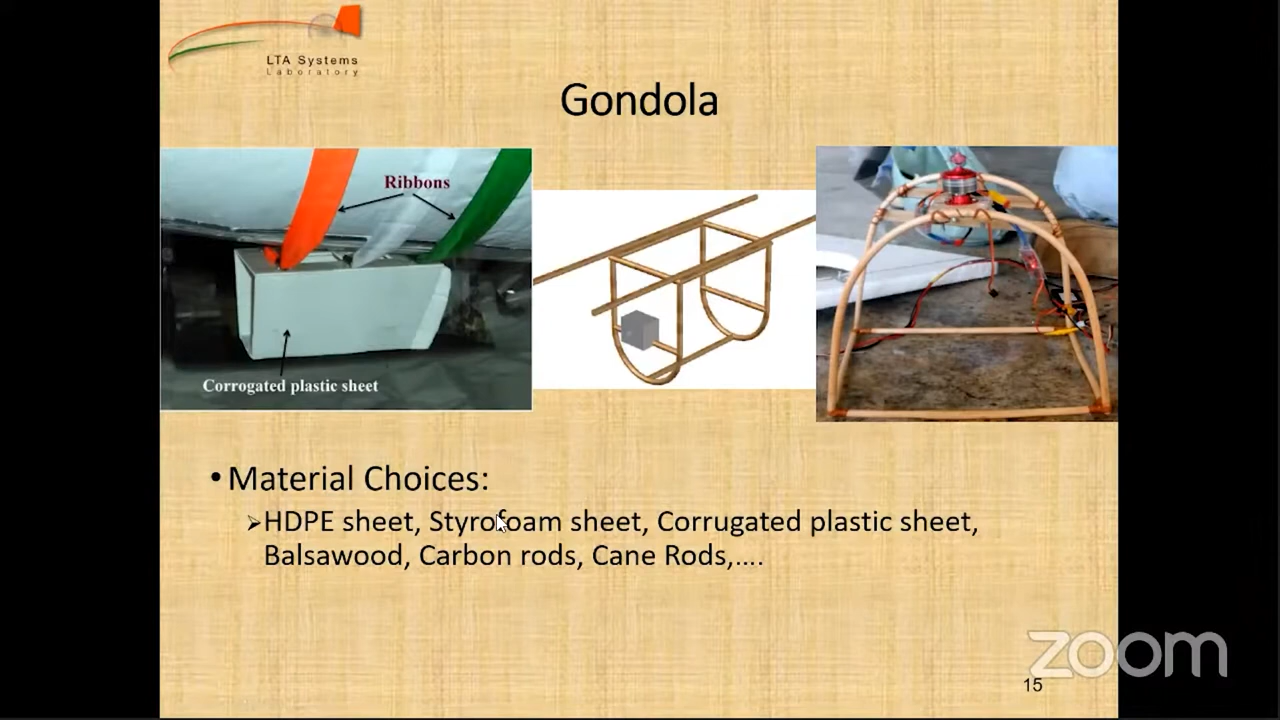 LTA Systems
Laboratory
Gondola
Ribbons
Corrogated plastic sheet
• Material Choices:
➢HDPE sheet, Styrofoam sheet, Corrugated plastic sheet,
Balsawood, Carbon rods, Cane Rods,....
zoom
15